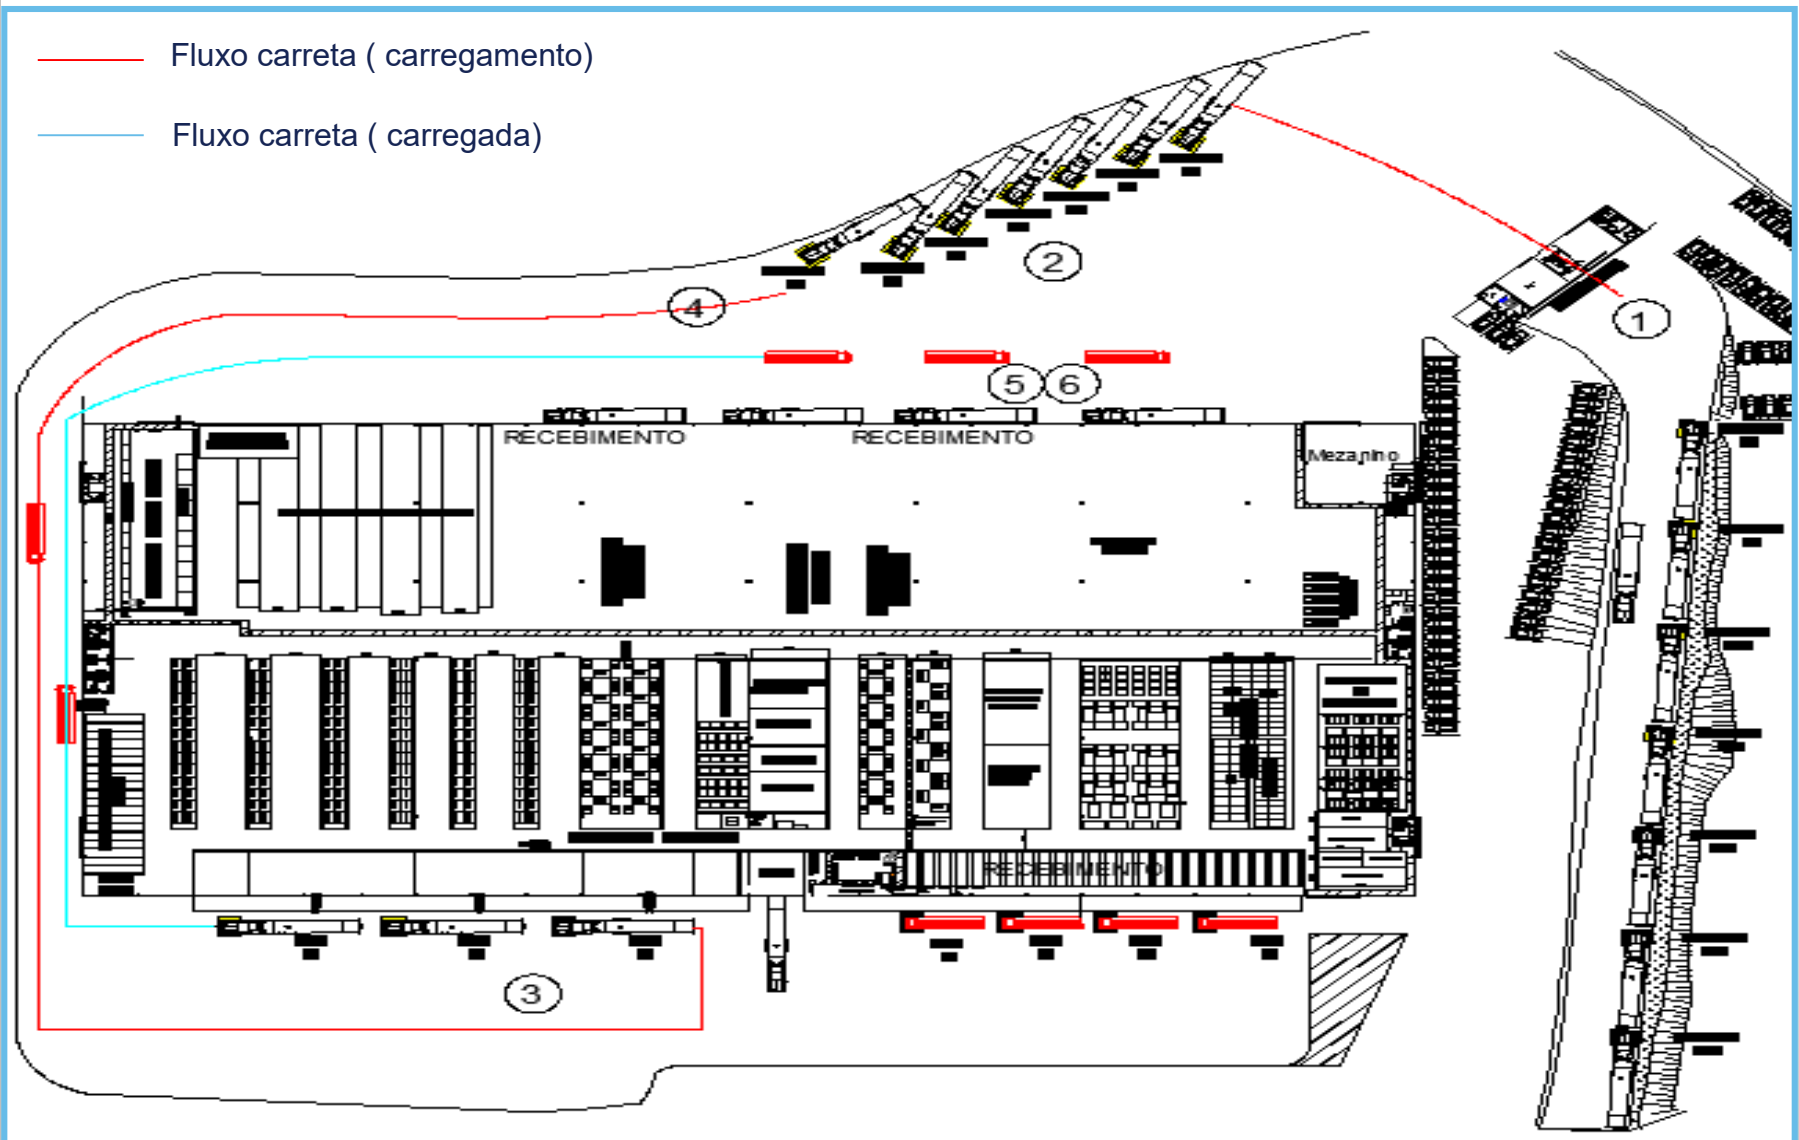 Fluxo carreta ( carregamento)
Fluxo carreta ( carregada)
2
4
1
5
6
RECEBIMENTO
RECEBIMENTO
Mezanino
RECEBIMENTO
3